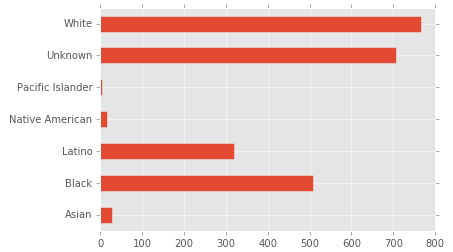 White
Unknown
Pacific Islander
Native American
Latino
Black
Asian
0 100 200 300 400 500 600 700 800